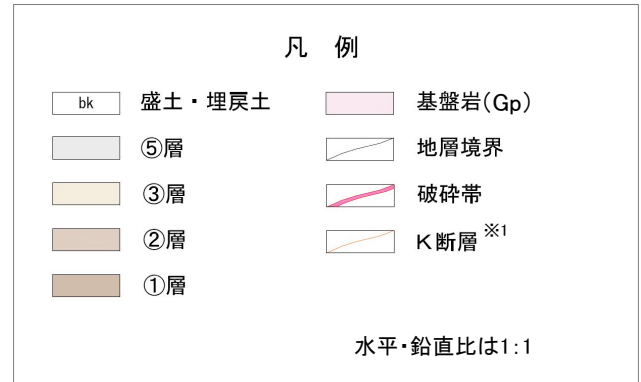 凡 例
bk 盛土・埋戻土
⑤層
③層
②層
①層
基盤岩(Gp)
地層境界
破砕帯
K断層※1
水平・鉛直比は1:1